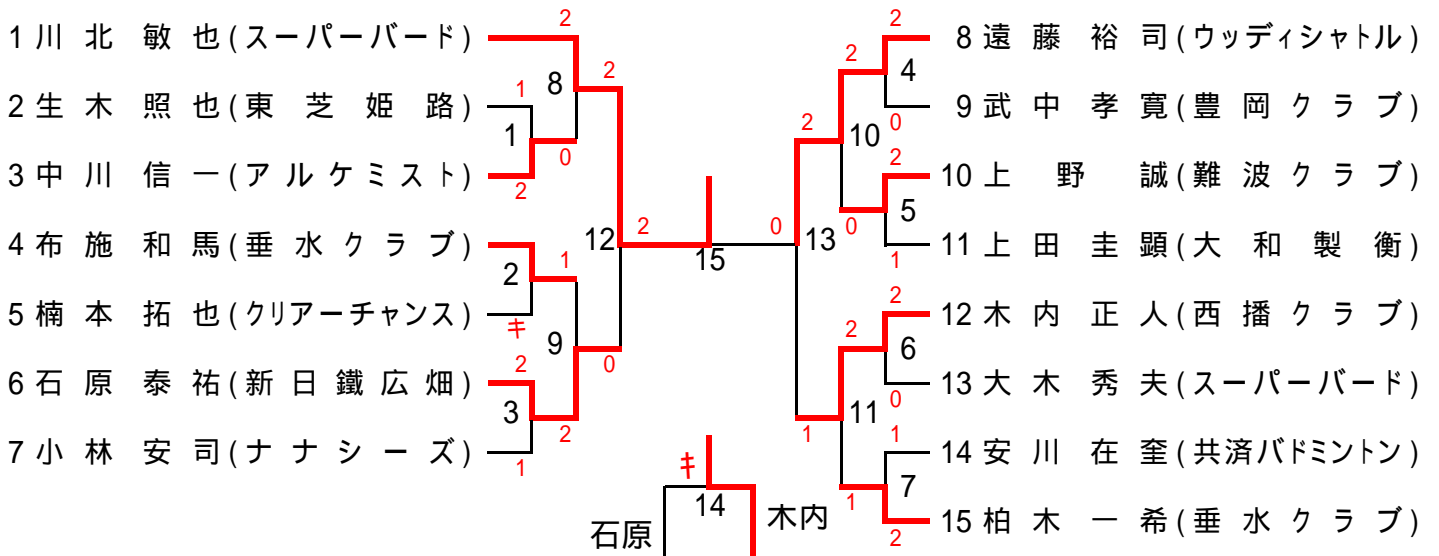 1 川北 敏也 (スーパーバード)
2 生木 照也 (東芝姫路)
3 中川 信一 (アルケミスト)
4 布施 和馬 (垂水クラブ)
5 楠本 拓也 (クリアーチャンス)
6 石原 泰祐 (新日鐵広畑)
7 小林 安司 (ナナシーズ)
2
8
2
1
1
0
2
12
2
2
1
9
キ
2
3
2
0
1
15
0
13
2
2
10
0
2
4
0
2
5
1
1
2
11
1
2
6
0
1
7
2
8 遠藤 裕司 (ウッディシャトル)
9 武中 孝寛 (豊岡クラブ)
10 上野 誠 (難波クラブ)
11 上田 圭顕 (大和製衡)
12 木内 正人 (西播クラブ)
13 大木 秀夫 (スーパーバード)
14 安川 在奎 (共済バドミントン)
15 柏木 一希 (垂水クラブ)
キ
14
石原
木内